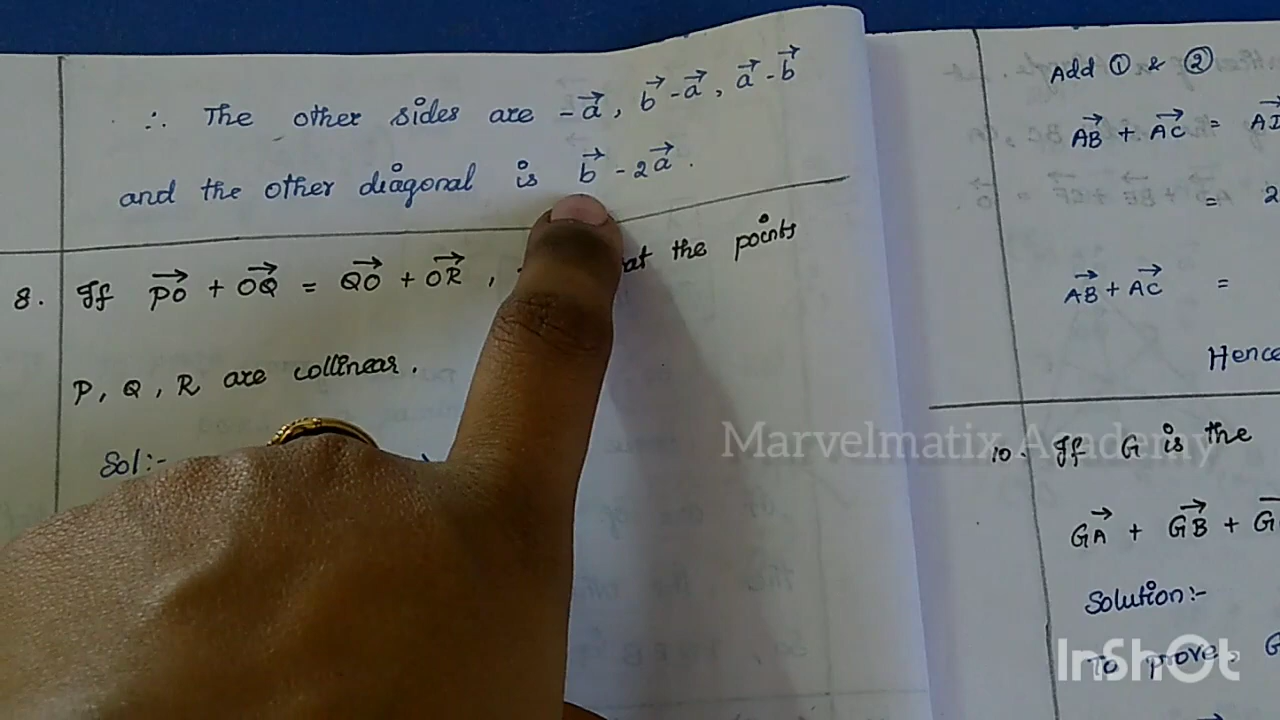 ∴ The other sides are -a⃗, b⃗ - a⃗, a⃗ - b⃗
and the other diagonal is b⃗ - 2a⃗.
8. If PO⃗ + OQ⃗ = QO⃗ + OR⃗, at the points
P, Q, R are collinear.
Sol:-
Add ① & ②
AB⃗ + AC⃗ =
= 2
AB⃗ + AC⃗ =
Hence
10. If G is the
GA⃗ + GB⃗ +
Solution:-
To prove, G
Marvelmatix Academy
InShOt